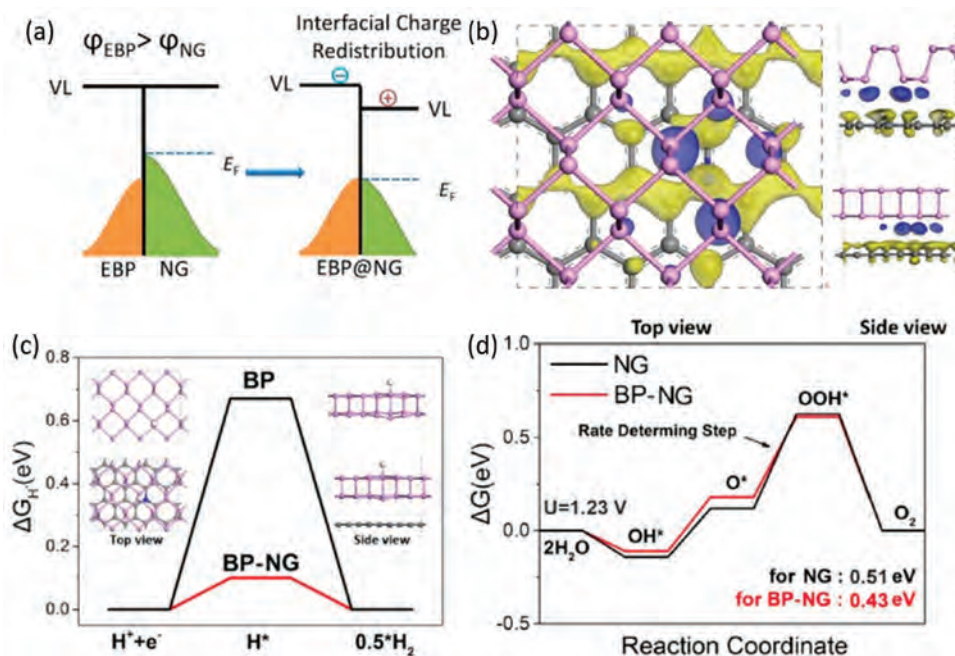 (a)
φEBP > φNG
Interfacial Charge
Redistribution
VL
VL
VL
EF
EF
EBP NG
EBP@NG
(b)
Top view
Side view
(c)
0.8
0.6
0.4
0.2
0.0
ΔGH*(eV)
BP
BP-NG
Top view
Side view
H⁺+e⁻
H*
0.5*H₂
(d)
1.0
0.5
0.0
-0.5
ΔG(eV)
NG
BP-NG
OOH*
Rate Determining Step
O*
U=1.23 V
OH*
2H₂O
O₂
for NG : 0.51 eV
for BP-NG : 0.43 eV
Reaction Coordinate